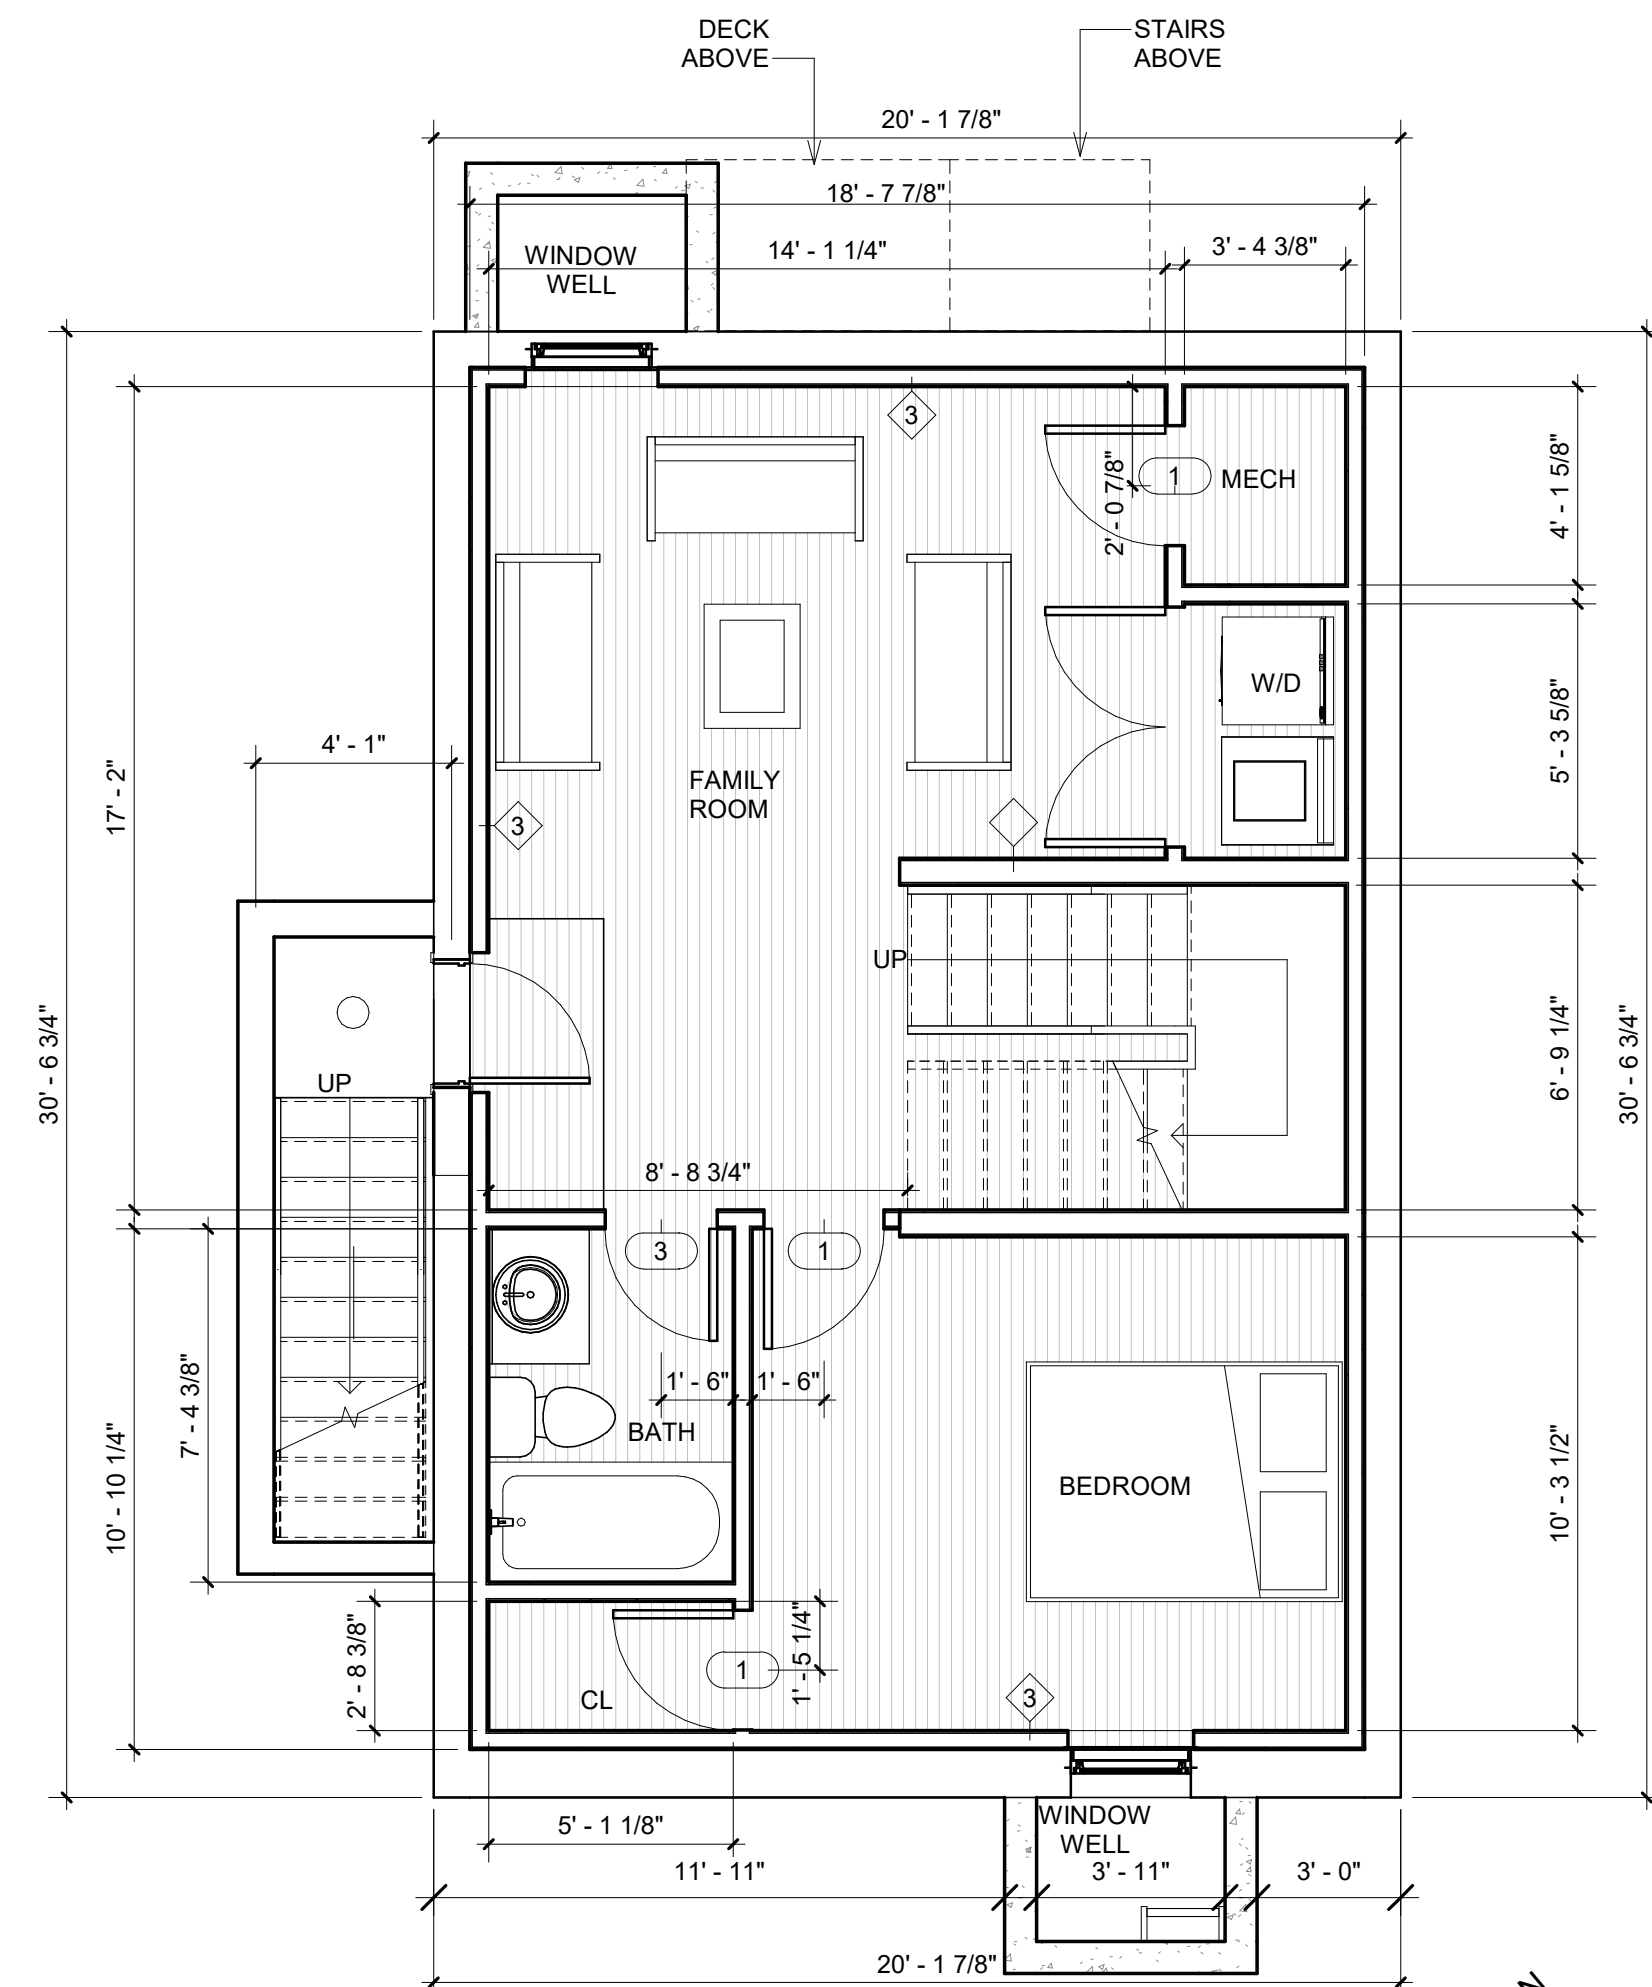 DECK
ABOVE
STAIRS
ABOVE
20' - 1 7/8"
18' - 7 7/8"
14' - 1 1/4"
3' - 4 3/8"
WINDOW
WELL
3
2' - 0 7/8"
1
MECH
4' - 1 5/8"
W/D
5' - 3 5/8"
17' - 2"
4' - 1"
FAMILY
ROOM
3
UP
30' - 6 3/4"
6' - 9 1/4"
30' - 6 3/4"
UP
8' - 8 3/4"
3
1
7' - 4 3/8"
10' - 10 1/4"
1' - 6"
1' - 6"
BATH
BEDROOM
10' - 3 1/2"
2' - 8 3/8"
1' - 5 1/4"
1
CL
3
5' - 1 1/8"
WINDOW
WELL
11' - 11"
3' - 11"
3' - 0"
20' - 1 7/8"